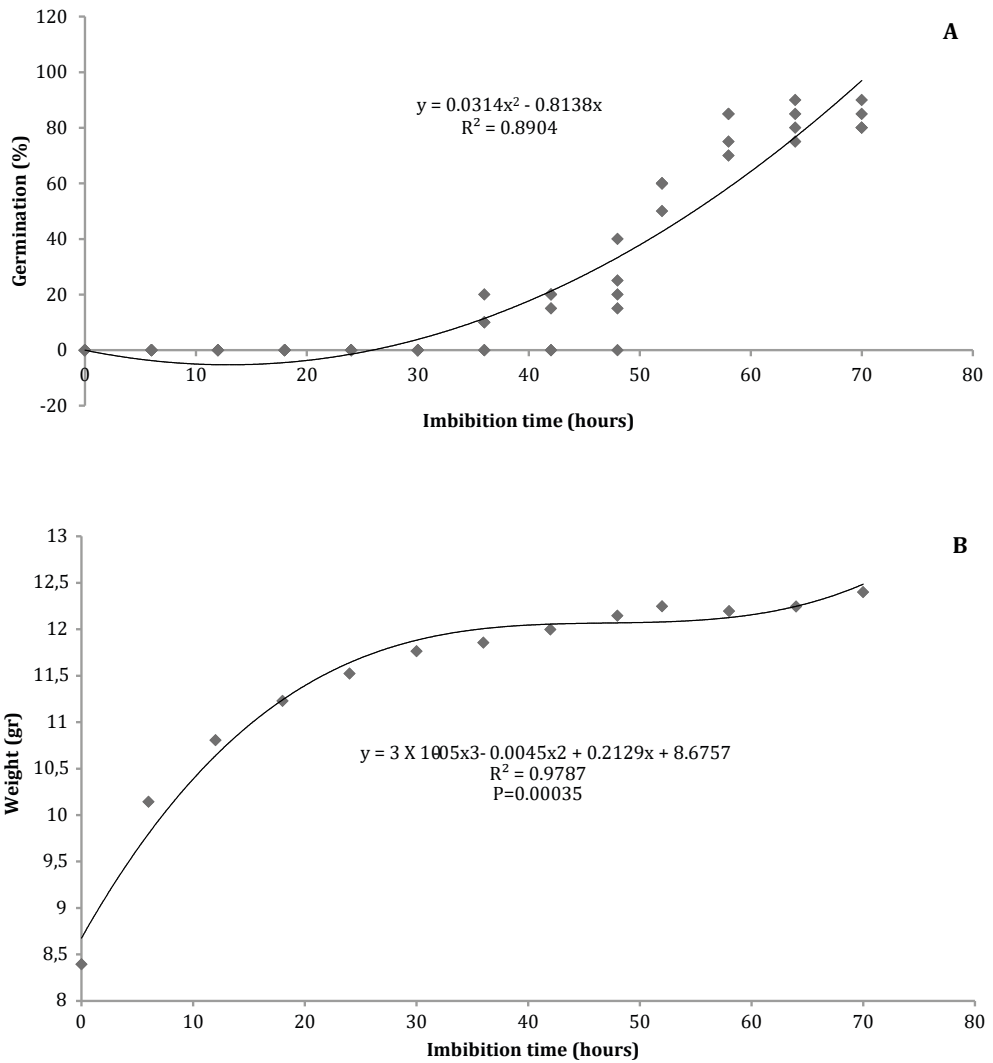 A
120
100
y = 0.0314x² - 0.8138x
R² = 0.8904
80
60
40
20
0
-20
0 10 20 30 40 50 60 70 80
Germination (%)
Imbibition time (hours)
B
13
12,5
12
11,5
11
10,5
10
9,5
9
8,5
8
y = 3 X 10-05x3- 0.0045x2 + 0.2129x + 8.6757
R² = 0.9787
P=0.00035
0 10 20 30 40 50 60 70 80
Weight (gr)
Imbibition time (hours)